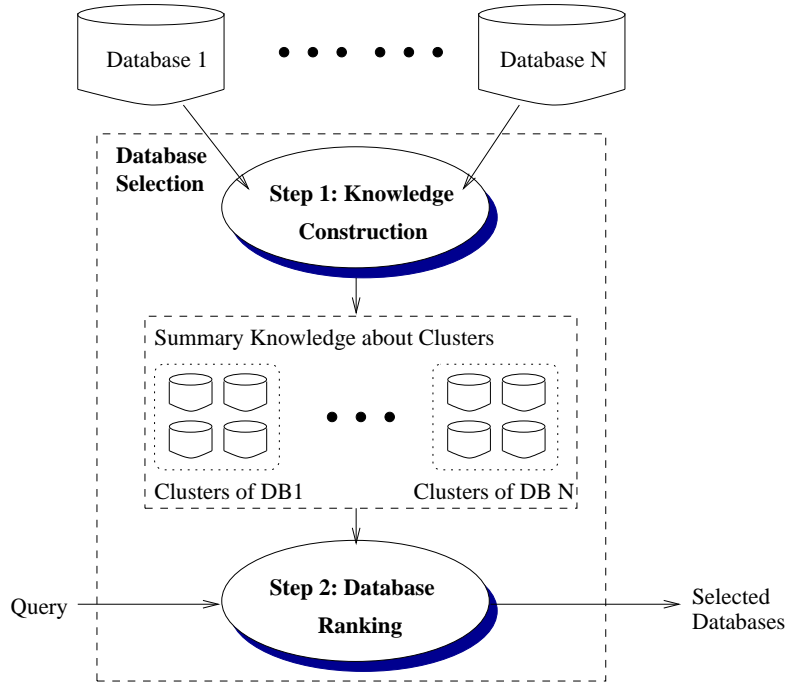 Database 1
Database N
Database
Selection
Step 1: Knowledge
Construction
Summary Knowledge about Clusters
Clusters of DB1
Clusters of DB N
Query
Step 2: Database
Ranking
Selected
Databases